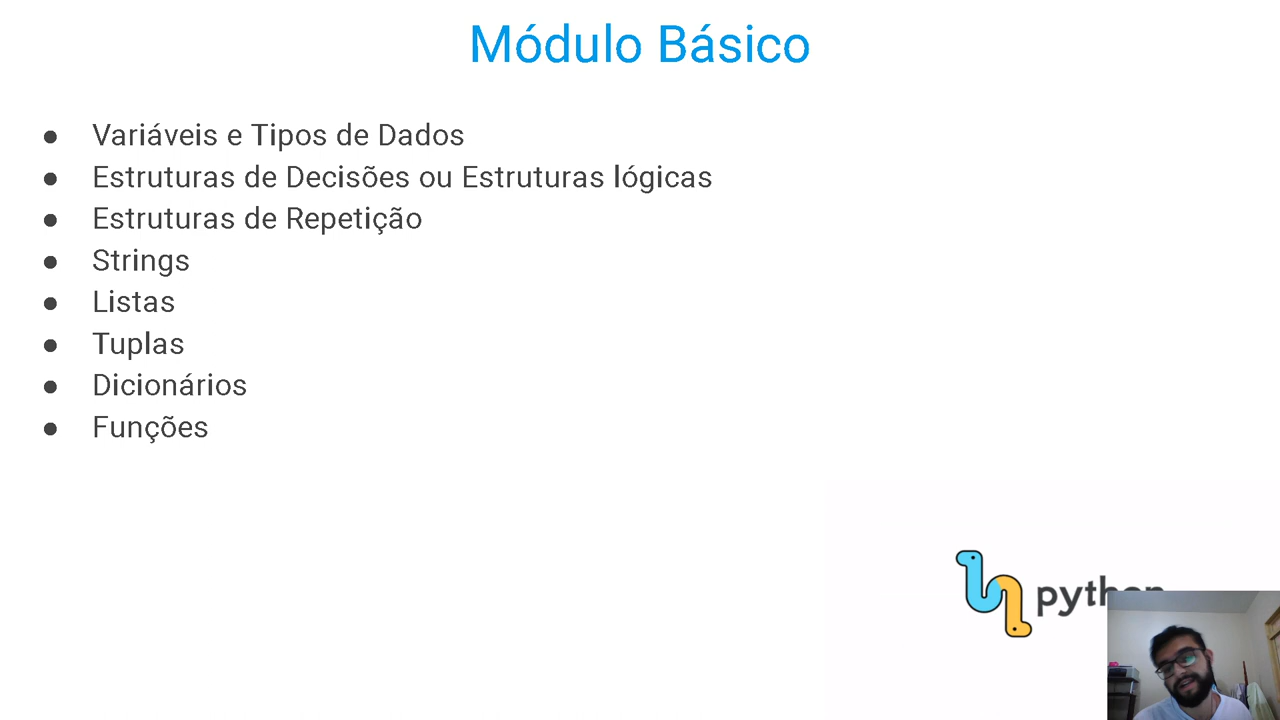 Módulo Básico
● Variáveis e Tipos de Dados
● Estruturas de Decisões ou Estruturas lógicas
● Estruturas de Repetição
● Strings
● Listas
● Tuplas
● Dicionários
● Funções
python